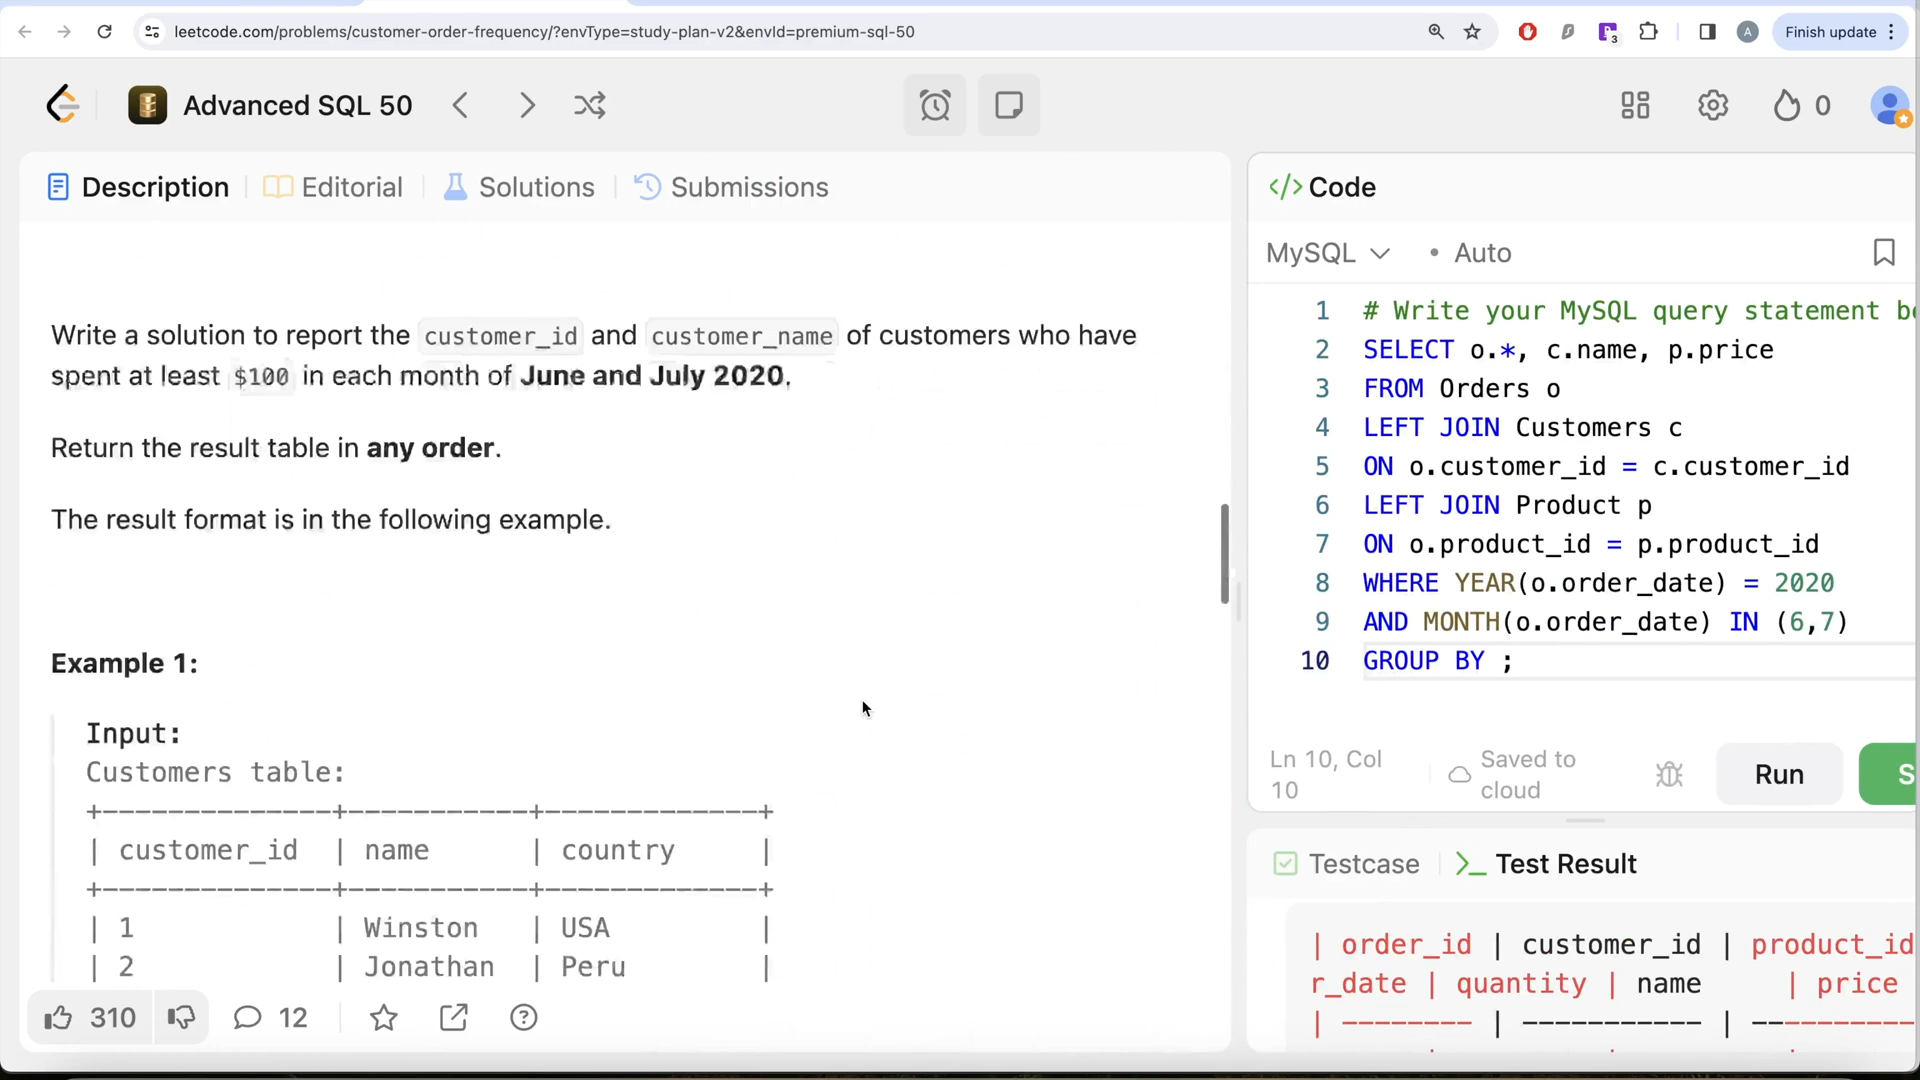 leetcode.com/problems/customer-order-frequency/?envType=study-plan-v2&envId=premium-sql-50
3
A
Finish update
Advanced SQL 50
0
Description
Editorial
Solutions
Submissions
Write a solution to report the customer_id and customer_name of customers who have
spent at least $100 in each month of June and July 2020.
Return the result table in any order.
The result format is in the following example.
Example 1:
Input:
Customers table:
+--------------+-----------+-------------+
| customer_id | name | country |
+--------------+-----------+-------------+
| 1 | Winston | USA |
| 2 | Jonathan | Peru |
310
12
</> Code
MySQL
• Auto
1 # Write your MySQL query statement be
2 SELECT o.*, c.name, p.price
3 FROM Orders o
4 LEFT JOIN Customers c
5 ON o.customer_id = c.customer_id
6 LEFT JOIN Product p
7 ON o.product_id = p.product_id
8 WHERE YEAR(o.order_date) = 2020
9 AND MONTH(o.order_date) IN (6,7)
10 GROUP BY ;
Ln 10, Col
10
Saved to
cloud
Run
S
Testcase
Test Result
| order_id | customer_id | product_id
r_date | quantity | name | price
| -------- | ----------- | ----------